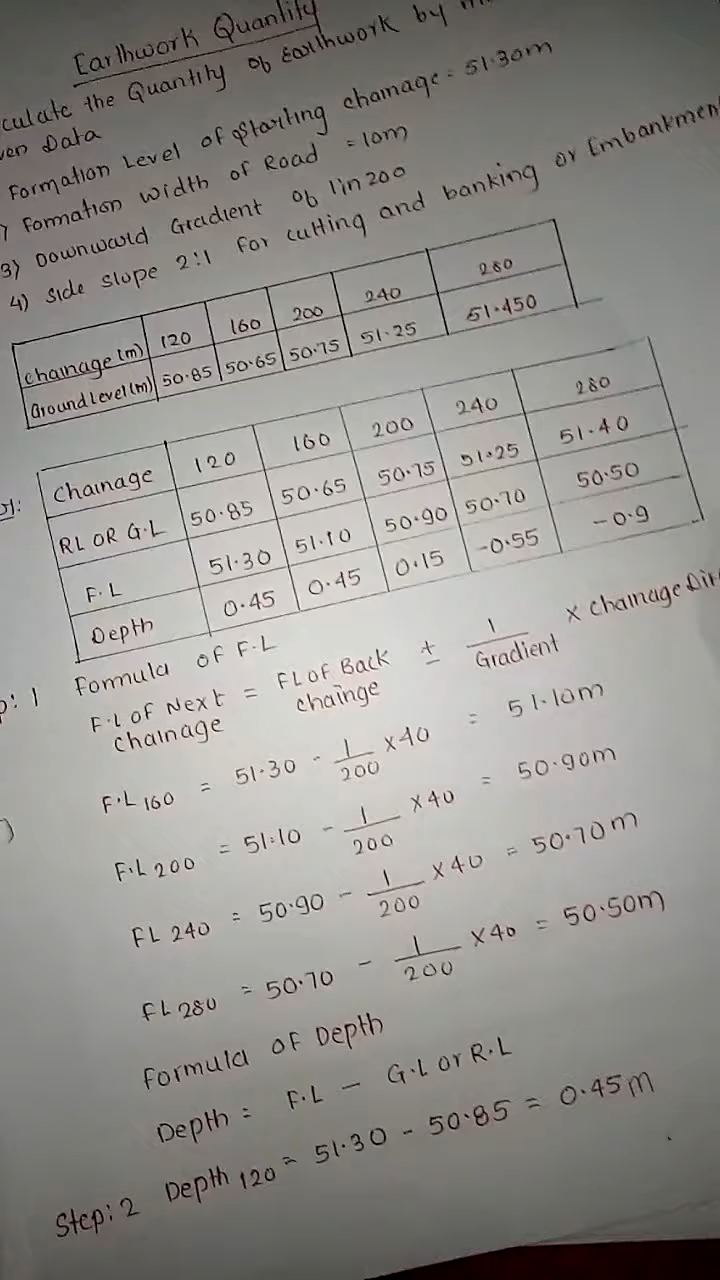 Earthwork Quantity
culate the Quantity of Earthwork by
ven Data
Formation Level of Starting chainage = 51.30m
) formation width of Road = 10m
3) Downward Gradient of 1in 200
4) Side slope 2:1 for cutting and banking or Embankmen
Chainage (m) 120 160 200 240 280
Ground Level (m) 50.85 50.65 50.75 51.25 51.450
Chainage 120 160 200 240 280
RL OR G.L 50.85 50.65 50.75 51.25 51.40
F.L 51.30 51.10 50.90 50.70 50.50
Depth 0.45 0.45 0.15 -0.55 -0.9
p: 1 Formula of F.L
F.L of Next chainage = FL of Back chainge ± 1/Gradient × Chainage Dir
F.L 160 = 51.30 - 1/200 × 40 = 51.10m
F.L 200 = 51.10 - 1/200 × 40 = 50.90m
FL 240 = 50.90 - 1/200 × 40 = 50.70m
FL 280 = 50.70 - 1/200 × 40 = 50.50m
Formula of Depth
Depth = F.L - G.L or R.L
Step: 2 Depth 120 = 51.30 - 50.85 = 0.45m